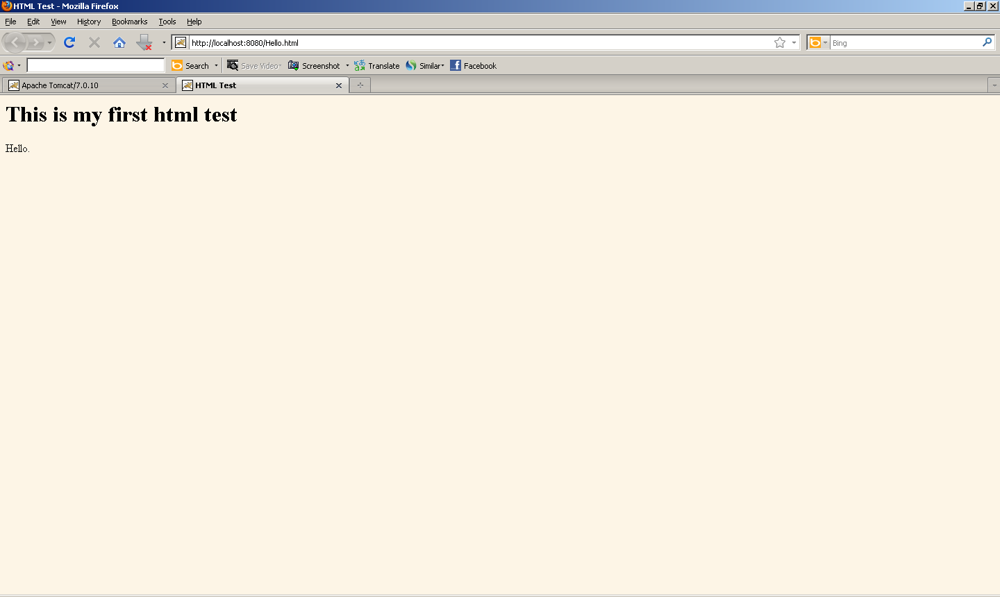 HTML Test - Mozilla Firefox
File Edit View History Bookmarks Tools Help
http://localhost:8080/Hello.html Bing
Search Save Video Screenshot Translate Similar Facebook
Apache Tomcat/7.0.10 HTML Test
This is my first html test
Hello.